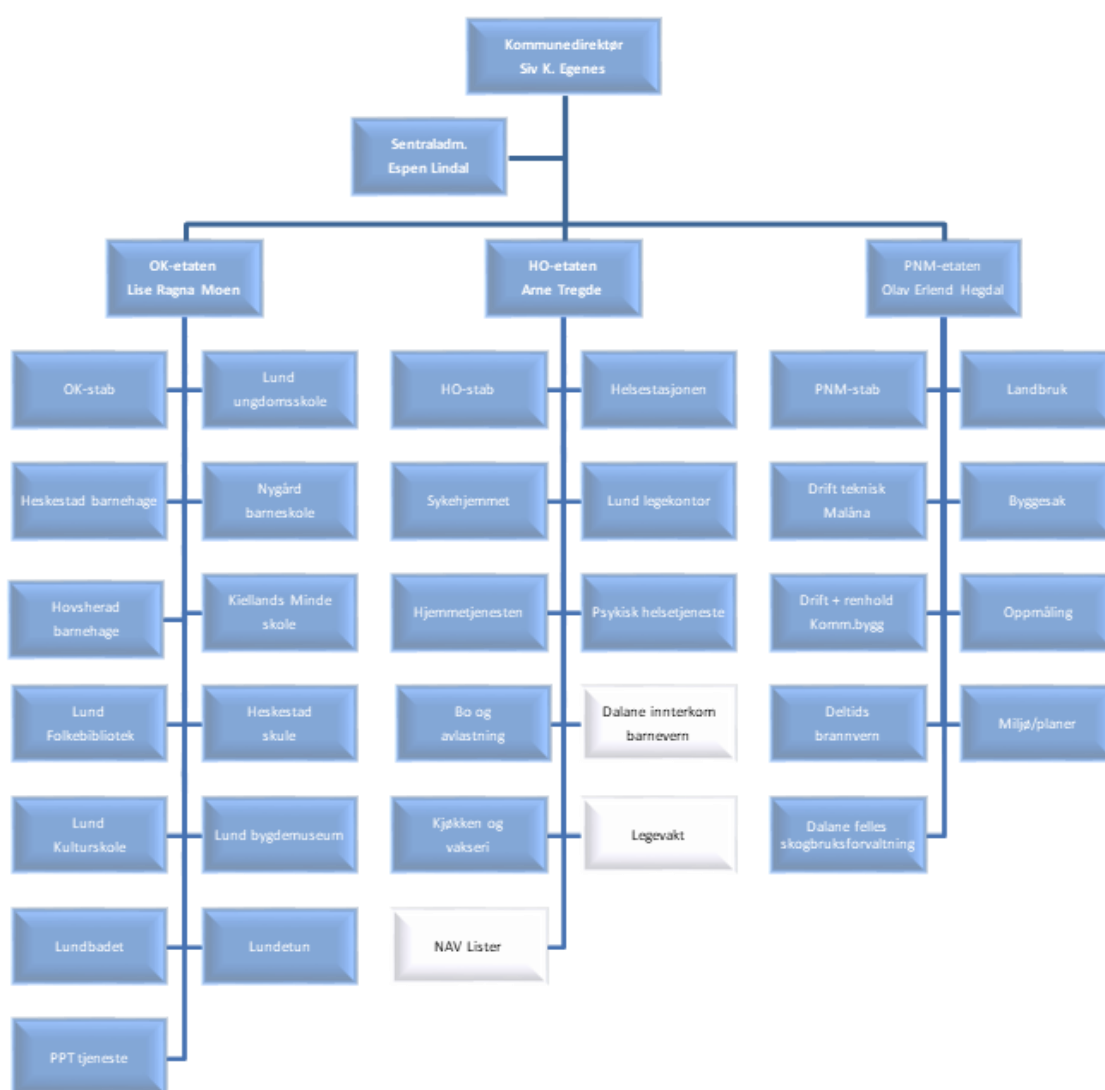 Kommunedirektør
Siv K. Egenes
Sentraladm.
Espen Lindal
OK-etaten
Lise Ragna Moen
HO-etaten
Arne Tregde
PNM-etaten
Olav Erlend Hegdal
OK-stab
Lund
ungdomsskole
HO-stab
Helsestasjonen
PNM-stab
Landbruk
Heskestad barnehage
Nygård
barneskole
Sykehjemmet
Lund legekontor
Drift teknisk
Malåna
Byggesak
Hovsherad
barnehage
Kiellands Minde
skole
Hjemmetjenesten
Psykisk helsetjeneste
Drift + renhold
Komm.bygg
Oppmåling
Lund
Folkebibliotek
Heskestad
skule
Bo og
avlastning
Dalane innterkom
barnevern
Deltids
brannvern
Miljø/planer
Lund
Kulturskole
Lund bygdemuseum
Kjøkken og
vakseri
Legevakt
Dalane felles
skogbruksforvaltning
Lundbadet
Lundetun
NAV Lister
PPT tjeneste